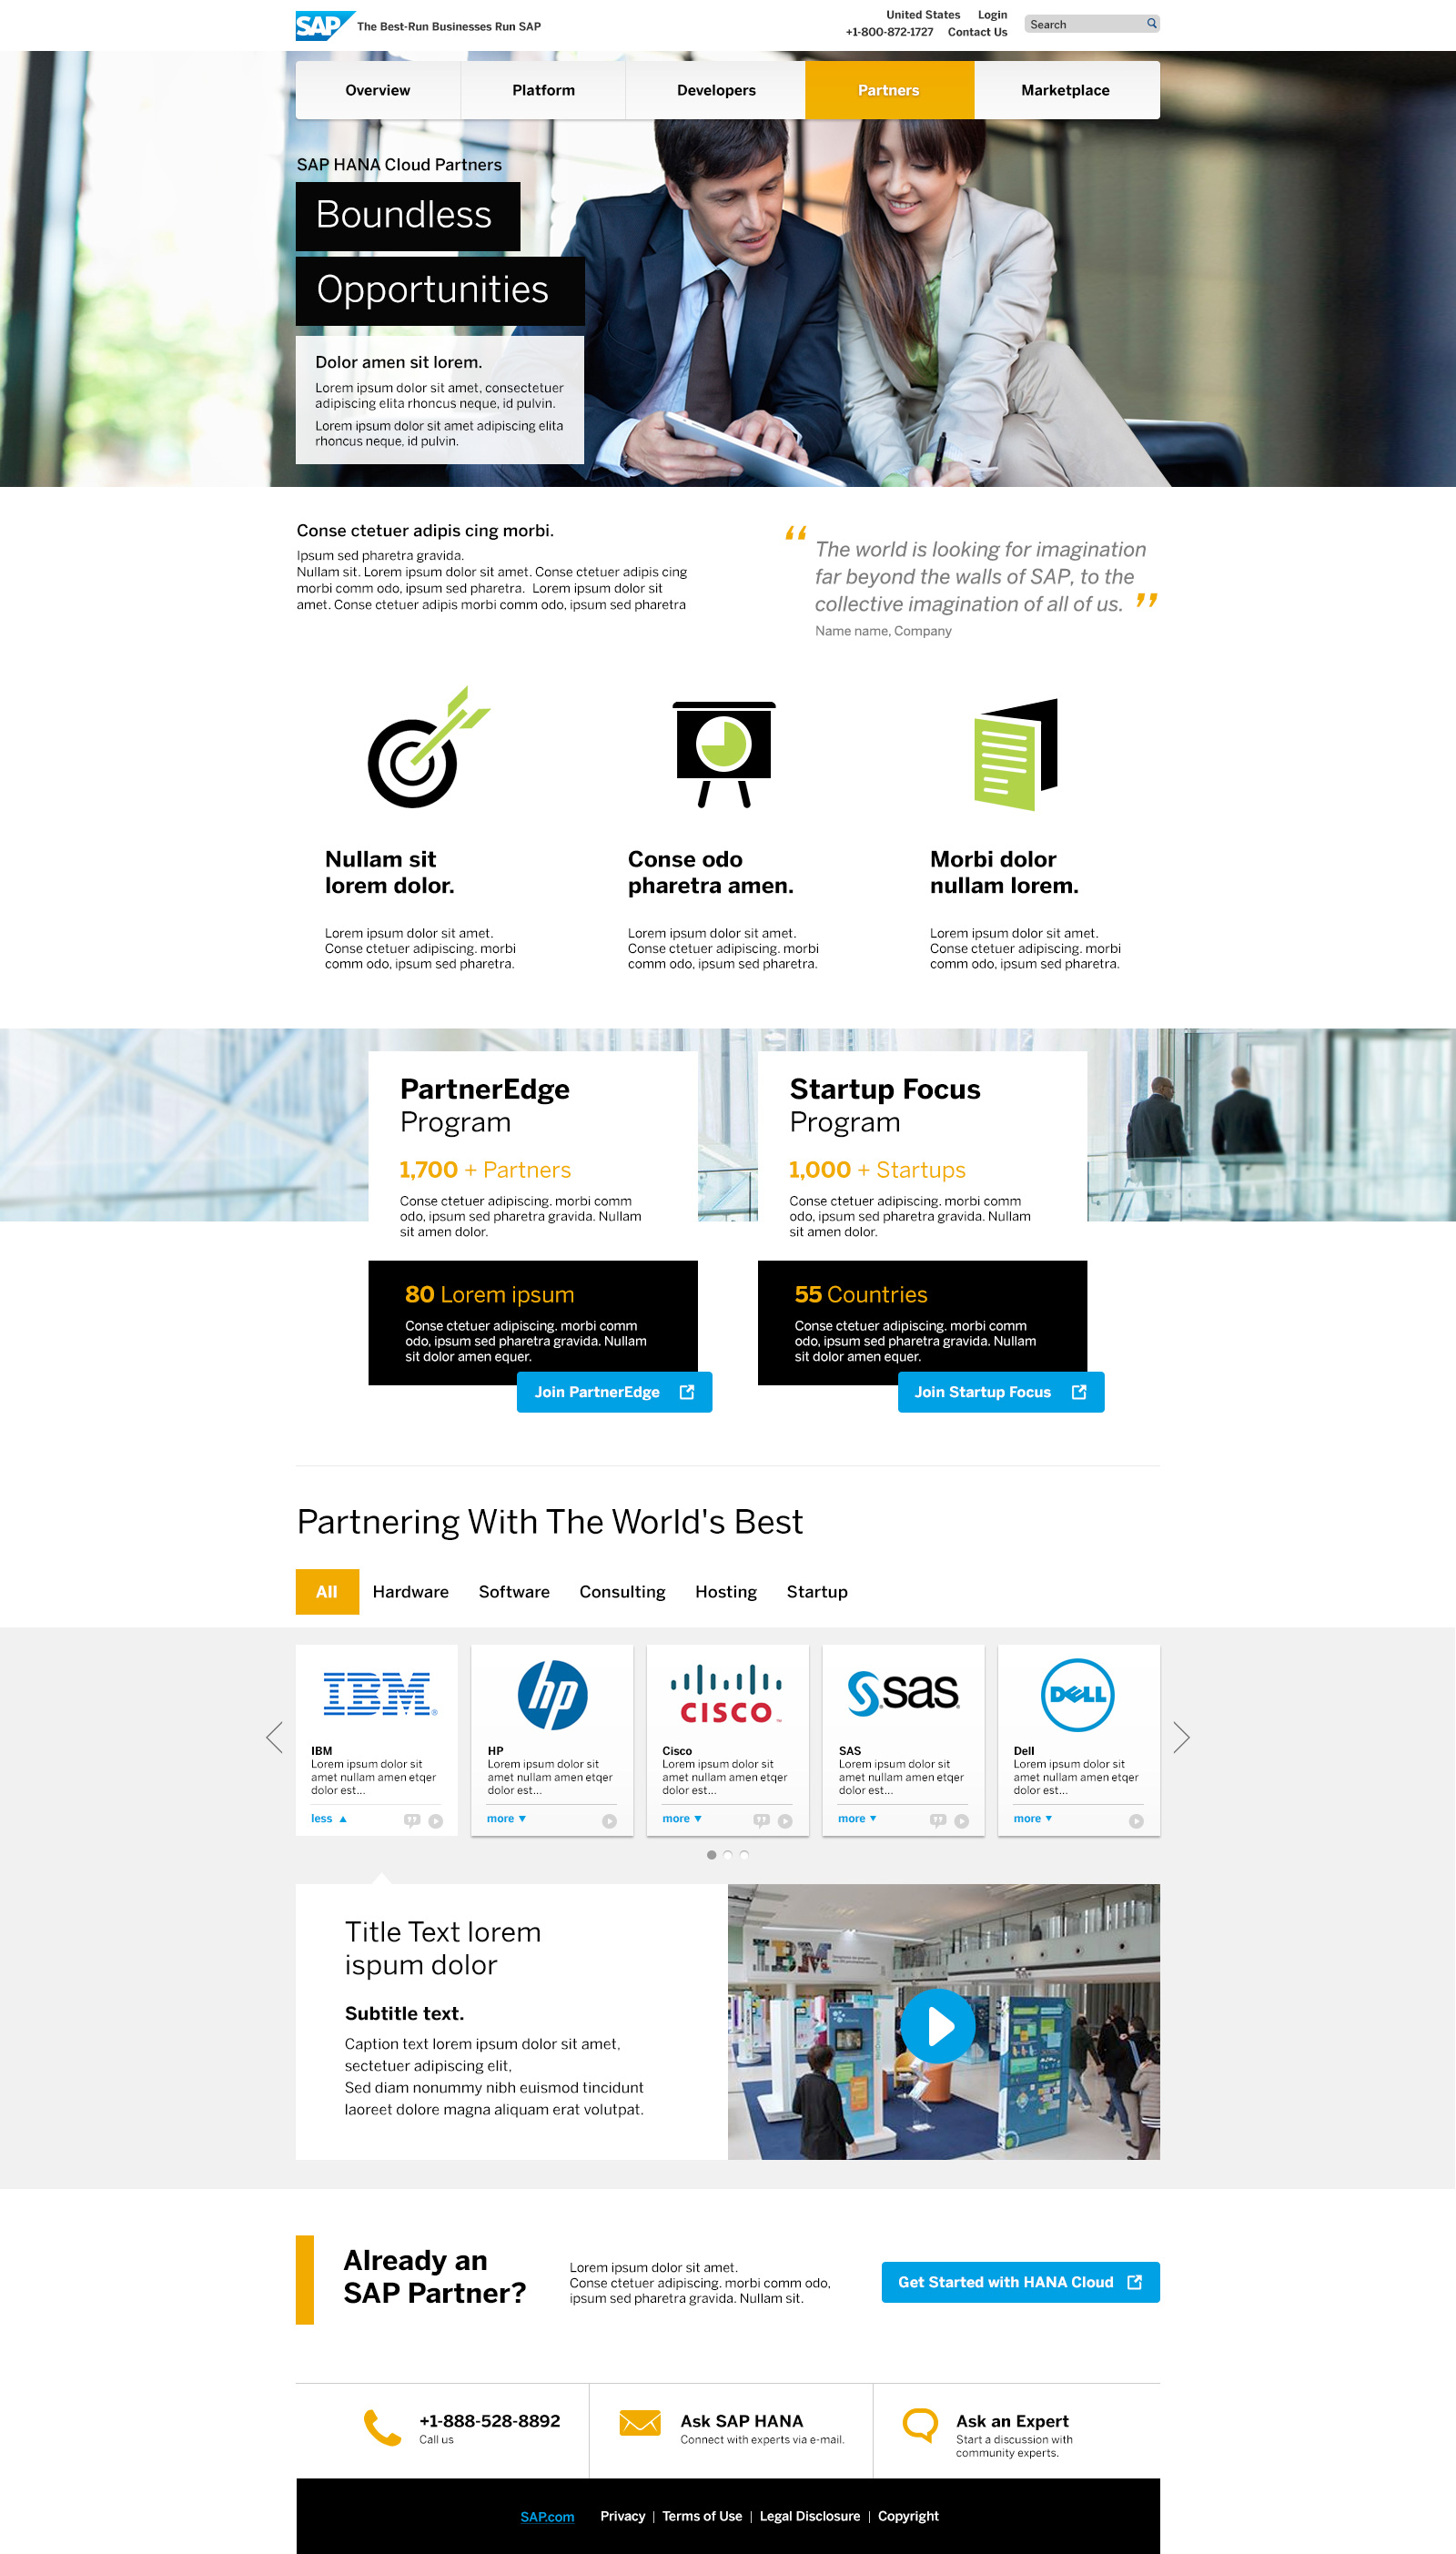 SAP
The Best-Run Businesses Run SAP
United States Login
+1-800-872-1727 Contact Us
Search
Overview
Platform
Developers
Partners
Marketplace
SAP HANA Cloud Partners
Boundless
Opportunities
Dolor amen sit lorem.
Lorem ipsum dolor sit amet, consectetuer
adipiscing elita rhoncus neque, id pulvin.
Lorem ipsum dolor sit amet adipiscing elita
rhoncus neque, id pulvin.
Conse ctetuer adipis cing morbi.
Ipsum sed pharetra gravida.
Nullam sit. Lorem ipsum dolor sit amet. Conse ctetuer adipis cing
morbi comm odo, ipsum sed pharetra. Lorem ipsum dolor sit
amet. Conse ctetuer adipis morbi comm odo, ipsum sed pharetra
“ The world is looking for imagination
far beyond the walls of SAP, to the
collective imagination of all of us. ”
Name name, Company
Nullam sit
lorem dolor.
Lorem ipsum dolor sit amet.
Conse ctetuer adipiscing. morbi
comm odo, ipsum sed pharetra.
Conse odo
pharetra amen.
Lorem ipsum dolor sit amet.
Conse ctetuer adipiscing. morbi
comm odo, ipsum sed pharetra.
Morbi dolor
nullam lorem.
Lorem ipsum dolor sit amet.
Conse ctetuer adipiscing. morbi
comm odo, ipsum sed pharetra.
PartnerEdge
Program
1,700 + Partners
Conse ctetuer adipiscing. morbi comm
odo, ipsum sed pharetra gravida. Nullam
sit amen dolor.
80 Lorem ipsum
Conse ctetuer adipiscing. morbi comm
odo, ipsum sed pharetra gravida. Nullam
sit dolor amen equer.
Join PartnerEdge
Startup Focus
Program
1,000 + Startups
Conse ctetuer adipiscing. morbi comm
odo, ipsum sed pharetra gravida. Nullam
sit amen dolor.
55 Countries
Conse ctetuer adipiscing. morbi comm
odo, ipsum sed pharetra gravida. Nullam
sit dolor amen equer.
Join Startup Focus
Partnering With The World's Best
All
Hardware
Software
Consulting
Hosting
Startup
IBM®
IBM
Lorem ipsum dolor sit
amet nullam amen etqer
dolor est...
less
hp
HP
Lorem ipsum dolor sit
amet nullam amen etqer
dolor est...
more
CISCO™
Cisco
Lorem ipsum dolor sit
amet nullam amen etqer
dolor est...
more
sas
SAS
Lorem ipsum dolor sit
amet nullam amen etqer
dolor est...
more
DELL
Dell
Lorem ipsum dolor sit
amet nullam amen etqer
dolor est...
more
Title Text lorem
ispum dolor
Subtitle text.
Caption text lorem ipsum dolor sit amet,
sectetuer adipiscing elit,
Sed diam nonummy nibh euismod tincidunt
laoreet dolore magna aliquam erat volutpat.
IBM
Already an
SAP Partner?
Lorem ipsum dolor sit amet.
Conse ctetuer adipiscing. morbi comm odo,
ipsum sed pharetra gravida. Nullam sit.
Get Started with HANA Cloud
+1-888-528-8892
Call us
Ask SAP HANA
Connect with experts via e-mail.
Ask an Expert
Start a discussion with
community experts.
SAP.com
Privacy | Terms of Use | Legal Disclosure | Copyright